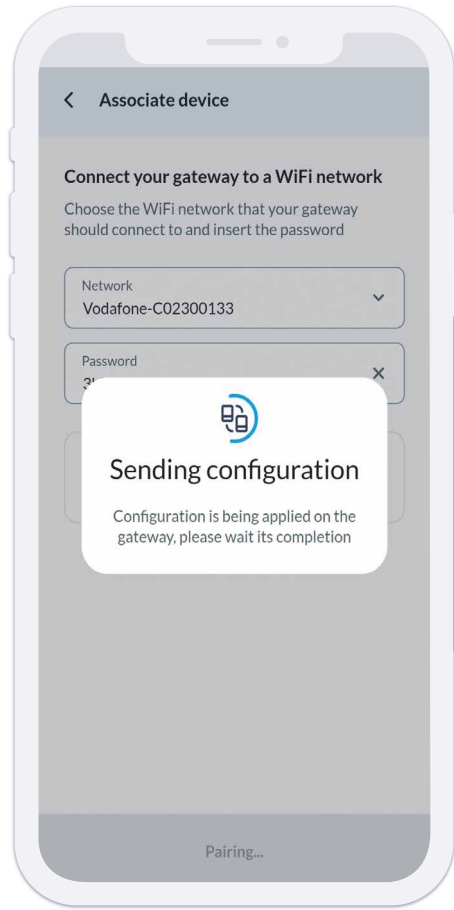 Associate device
Connect your gateway to a WiFi network
Choose the WiFi network that your gateway
should connect to and insert the password
Network
Vodafone-C02300133
Password
Sending configuration
Configuration is being applied on the
gateway, please wait its completion
Pairing...